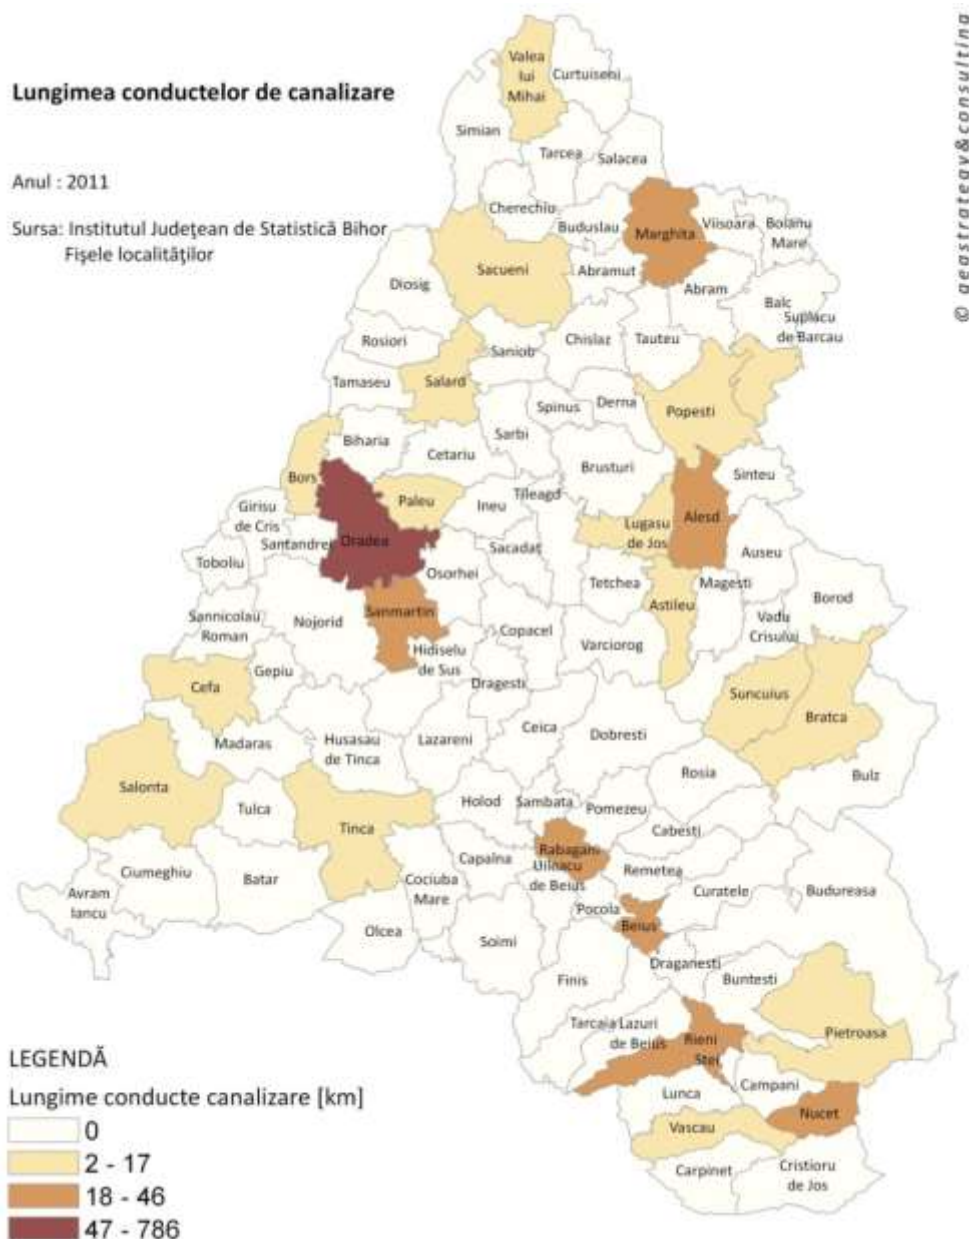 Lungimea conductelor de canalizare
Anul : 2011
Sursa: Institutul Județean de Statistică Bihor
Fișele localităților
© geostrategy&consulting
Valea
lui
Mihai
Curtuiseni
Simian
Tarcea
Salacea
Cherechiu
Buduslau
Marghita
Viisoara
Boianu
Mare
Sacueni
Abramut
Abram
Diosig
Balc
Suplacu
de Barcau
Rosiori
Saniob
Chislaz
Tauteu
Tamaseu
Salard
Spinus
Derna
Popesti
Biharia
Cetariu
Sarbi
Bors
Brusturi
Sinteu
Paleu
Ineu
Tileagd
Girisu
de Cris
Lugasu
de Jos
Alesd
Santandrei
Oradea
Sacadat
Toboliu
Osorhei
Auseu
Tetchea
Magesti
Astileu
Borod
Sannicolau
Roman
Nojorid
Sanmartin
Copacel
Vadu
Crisului
Varciorog
Hidiselu
de Sus
Gepiu
Cefa
Dragesti
Suncuius
Bratca
Madaras
Husasau
de Tinca
Lazareni
Ceica
Dobresti
Rosia
Bulz
Salonta
Tulca
Tinca
Holod
Sambata
Pomezeu
Cabesti
Rabagani
Capalna
Uileacu
de Beius
Remetea
Ciumeghiu
Batar
Cociuba
Mare
Curatele
Budureasa
Avram
Iancu
Pocola
Beius
Olcea
Soimi
Draganesti
Finis
Buntesti
Tarcaia
Lazuri
de Beius
Rieni
Pietroasa
Stei
Campani
Lunca
Nucet
Vascau
Carpinet
Cristioru
de Jos
LEGENDĂ
Lungime conducte canalizare [km]
0
2 - 17
18 - 46
47 - 786